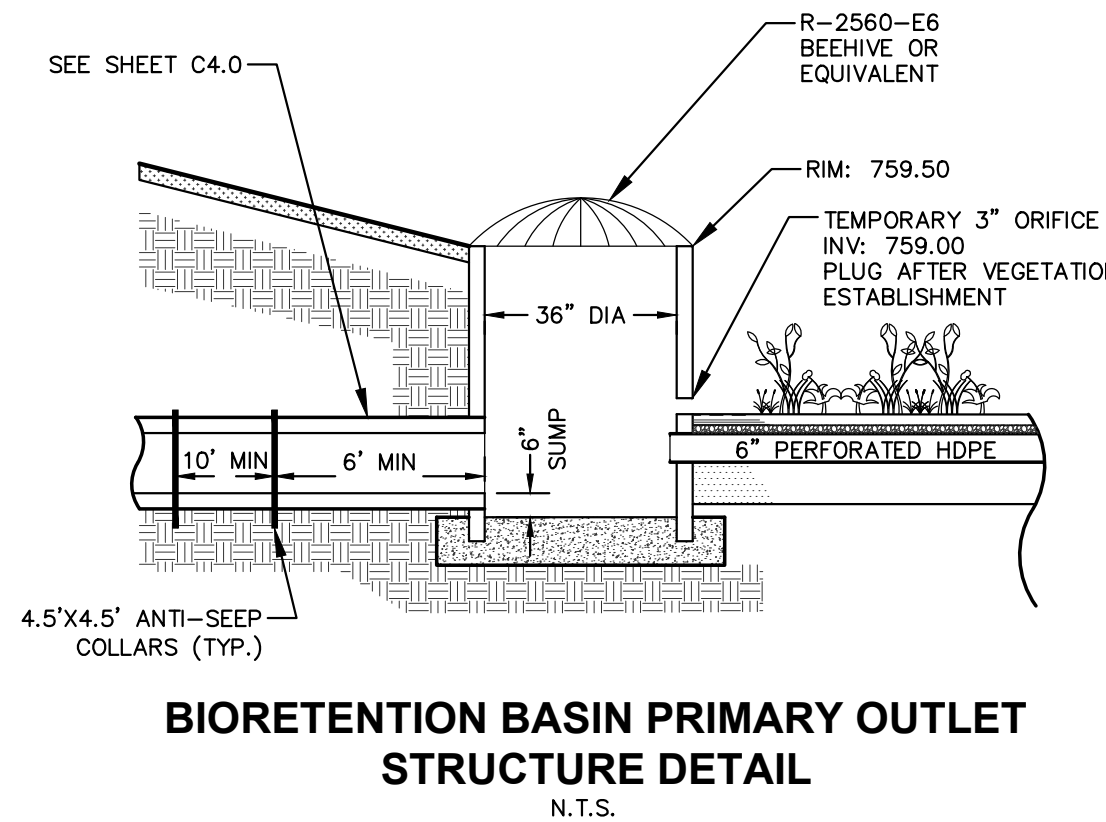 R-2560-E6
BEEHIVE OR
EQUIVALENT
SEE SHEET C4.0
RIM: 759.50
TEMPORARY 3" ORIFICE
INV: 759.00
PLUG AFTER VEGETATION
ESTABLISHMENT
36" DIA
6"
SUMP
10' MIN
6' MIN
6" PERFORATED HDPE
4.5'X4.5' ANTI-SEEP
COLLARS (TYP.)
BIORETENTION BASIN PRIMARY OUTLET
STRUCTURE DETAIL
N.T.S.